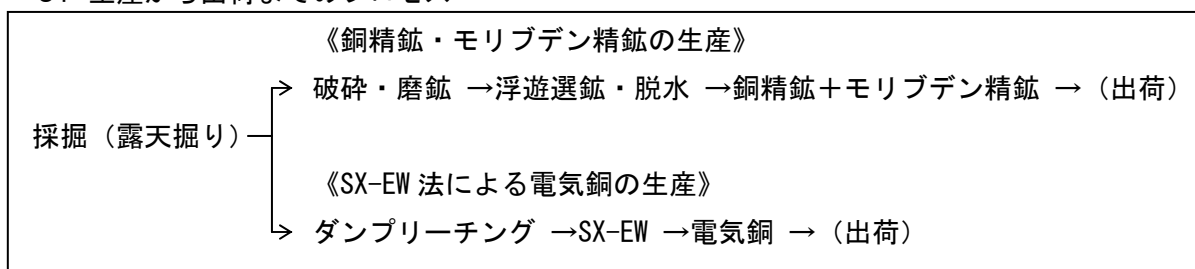 《銅精鉱・モリブデン精鉱の生産》
破砕・磨鉱 →浮遊選鉱・脱水 →銅精鉱＋モリブデン精鉱 →（出荷）
採掘（露天掘り）
《SX-EW 法による電気銅の生産》
ダンプリーチング →SX-EW →電気銅 →（出荷）